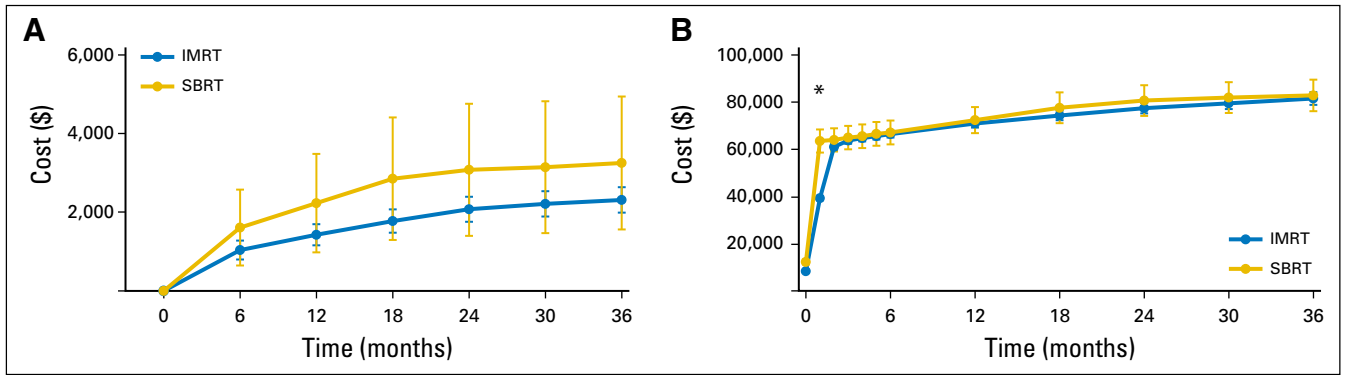 A
6,000
4,000
2,000
Cost ($)
IMRT
SBRT
0 6 12 18 24 30 36
Time (months)
B
100,000
80,000
60,000
40,000
20,000
Cost ($)
*
IMRT
SBRT
0 6 12 18 24 30 36
Time (months)